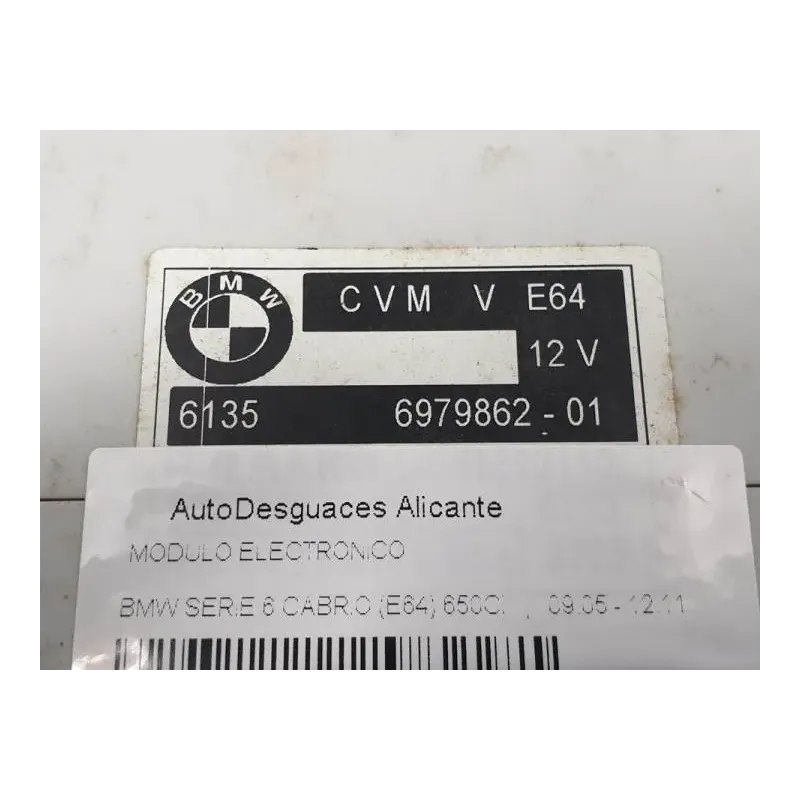 BMW
CVM V E64
12 V
6135 6979862 - 01
AutoDesguaces Alicante
MODULO ELECTRONICO
BMW SERIE 6 CABRIO (E64) 650CI , 09.05 - 12.11